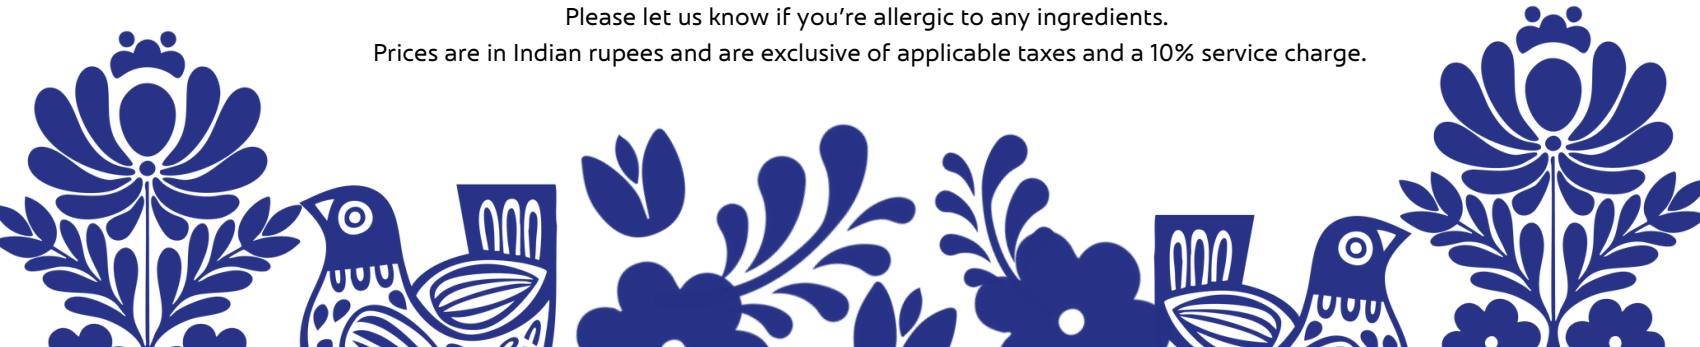 Please let us know if you’re allergic to any ingredients.
Prices are in Indian rupees and are exclusive of applicable taxes and a 10% service charge.